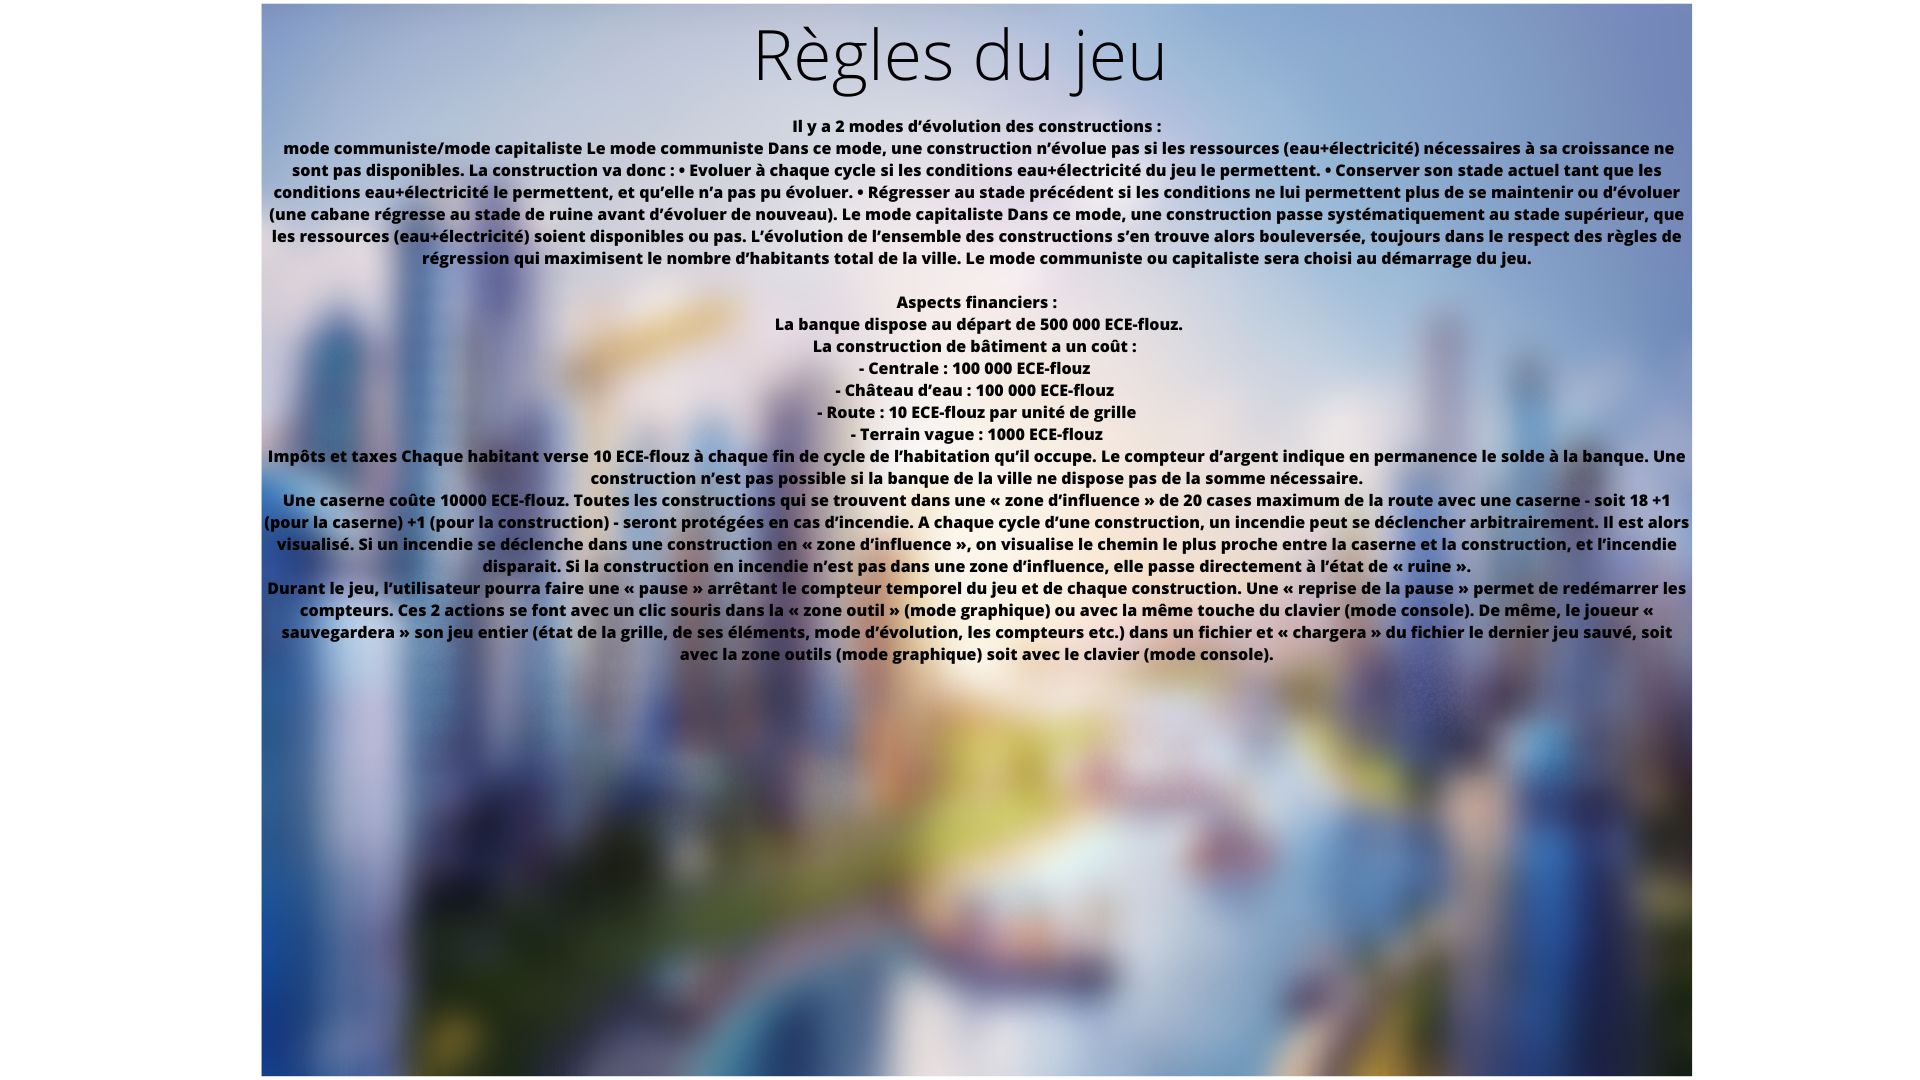 Règles du jeu
Il y a 2 modes d’évolution des constructions :
mode communiste/mode capitaliste Le mode communiste Dans ce mode, une construction n’évolue pas si les ressources (eau+électricité) nécessaires à sa croissance ne
sont pas disponibles. La construction va donc : • Evoluer à chaque cycle si les conditions eau+électricité du jeu le permettent. • Conserver son stade actuel tant que les
conditions eau+électricité le permettent, et qu’elle n’a pas pu évoluer. • Régresser au stade précédent si les conditions ne lui permettent plus de se maintenir ou d’évoluer
(une cabane régresse au stade de ruine avant d’évoluer de nouveau). Le mode capitaliste Dans ce mode, une construction passe systématiquement au stade supérieur, que
les ressources (eau+électricité) soient disponibles ou pas. L’évolution de l’ensemble des constructions s’en trouve alors bouleversée, toujours dans le respect des règles de
régression qui maximisent le nombre d’habitants total de la ville. Le mode communiste ou capitaliste sera choisi au démarrage du jeu.
Aspects financiers :
La banque dispose au départ de 500 000 ECE-flouz.
La construction de bâtiment a un coût :
- Centrale : 100 000 ECE-flouz
- Château d’eau : 100 000 ECE-flouz
- Route : 10 ECE-flouz par unité de grille
- Terrain vague : 1000 ECE-flouz
Impôts et taxes Chaque habitant verse 10 ECE-flouz à chaque fin de cycle de l’habitation qu’il occupe. Le compteur d’argent indique en permanence le solde à la banque. Une
construction n’est pas possible si la banque de la ville ne dispose pas de la somme nécessaire.
Une caserne coûte 10000 ECE-flouz. Toutes les constructions qui se trouvent dans une « zone d’influence » de 20 cases maximum de la route avec une caserne - soit 18 +1
(pour la caserne) +1 (pour la construction) - seront protégées en cas d’incendie. A chaque cycle d’une construction, un incendie peut se déclencher arbitrairement. Il est alors
visualisé. Si un incendie se déclenche dans une construction en « zone d’influence », on visualise le chemin le plus proche entre la caserne et la construction, et l’incendie
disparait. Si la construction en incendie n’est pas dans une zone d’influence, elle passe directement à l’état de « ruine ».
Durant le jeu, l’utilisateur pourra faire une « pause » arrêtant le compteur temporel du jeu et de chaque construction. Une « reprise de la pause » permet de redémarrer les
compteurs. Ces 2 actions se font avec un clic souris dans la « zone outil » (mode graphique) ou avec la même touche du clavier (mode console). De même, le joueur «
sauvegardera » son jeu entier (état de la grille, de ses éléments, mode d’évolution, les compteurs etc.) dans un fichier et « chargera » du fichier le dernier jeu sauvé, soit
avec la zone outils (mode graphique) soit avec le clavier (mode console).